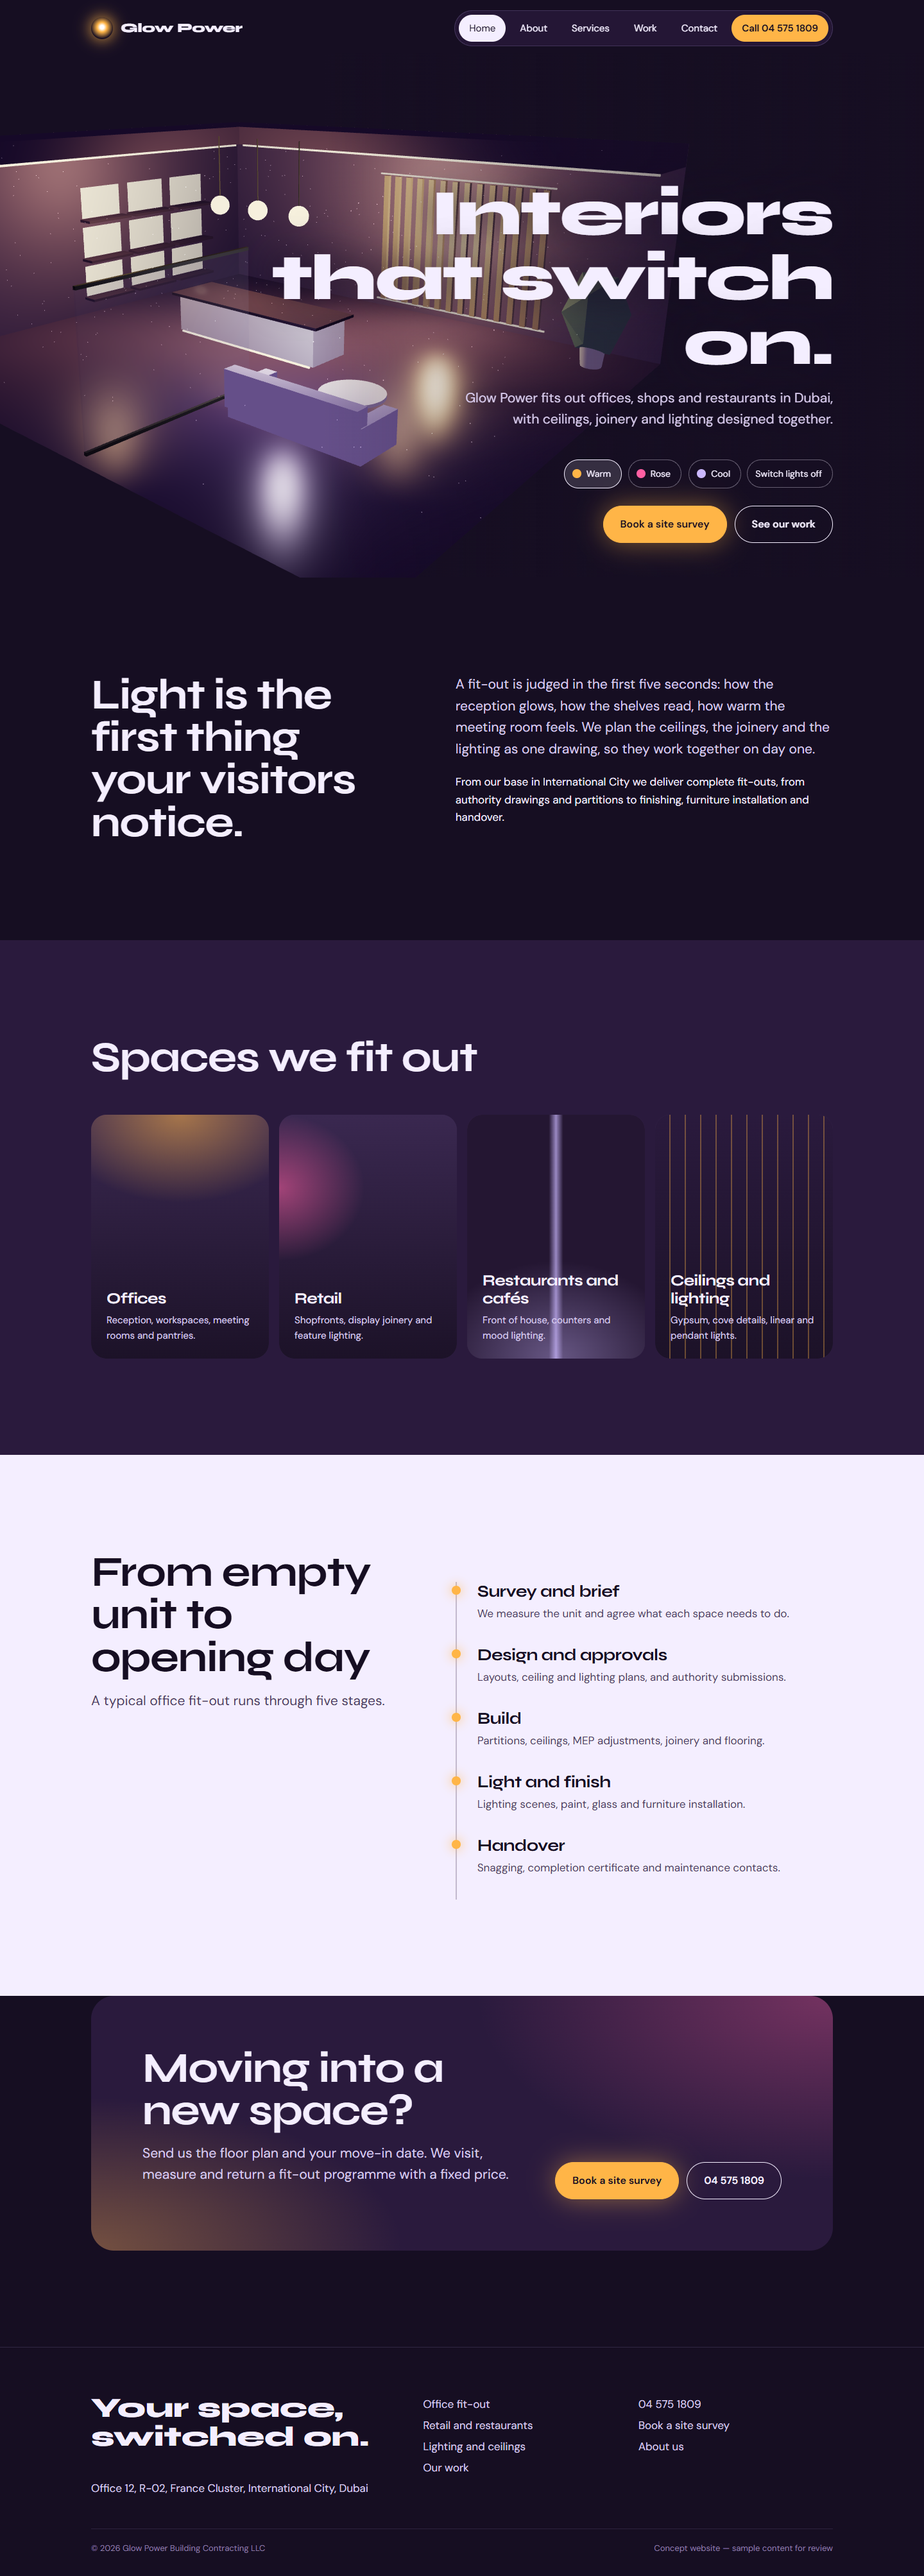 Glow Power
Home
About
Services
Work
Contact
Call 04 575 1809
Interiors
that switch
on.
Glow Power fits out offices, shops and restaurants in Dubai,
with ceilings, joinery and lighting designed together.
Warm
Rose
Cool
Switch lights off
Book a site survey
See our work
Light is the
first thing
your visitors
notice.
A fit-out is judged in the first five seconds: how the
reception glows, how the shelves read, how warm the
meeting room feels. We plan the ceilings, the joinery and the
lighting as one drawing, so they work together on day one.
From our base in International City we deliver complete fit-outs, from
authority drawings and partitions to finishing, furniture installation and
handover.
Spaces we fit out
Offices
Reception, workspaces, meeting
rooms and pantries.
Retail
Shopfronts, display joinery and
feature lighting.
Restaurants and
cafés
Front of house, counters and
mood lighting.
Ceilings and
lighting
Gypsum, cove details, linear and
pendant lights.
From empty
unit to
opening day
A typical office fit-out runs through five stages.
Survey and brief
We measure the unit and agree what each space needs to do.
Design and approvals
Layouts, ceiling and lighting plans, and authority submissions.
Build
Partitions, ceilings, MEP adjustments, joinery and flooring.
Light and finish
Lighting scenes, paint, glass and furniture installation.
Handover
Snagging, completion certificate and maintenance contacts.
Moving into a
new space?
Send us the floor plan and your move-in date. We visit,
measure and return a fit-out programme with a fixed price.
Book a site survey
04 575 1809
Your space,
switched on.
Office 12, R-02, France Cluster, International City, Dubai
Office fit-out
Retail and restaurants
Lighting and ceilings
Our work
04 575 1809
Book a site survey
About us
© 2026 Glow Power Building Contracting LLC
Concept website — sample content for review